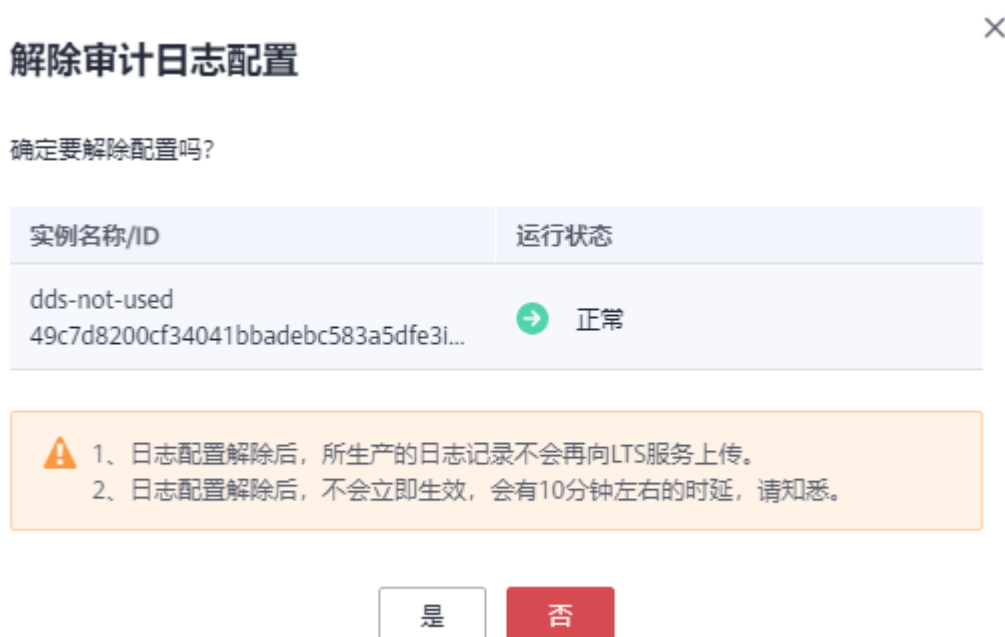 解除审计日志配置
确定要解除配置吗?
实例名称/ID
运行状态
dds-not-used
49c7d8200cf34041bbadebc583a5dfe3i...
正常
1、日志配置解除后，所生产的日志记录不会再向LTS服务上传。
2、日志配置解除后，不会立即生效，会有10分钟左右的时延，请知悉。
是
否